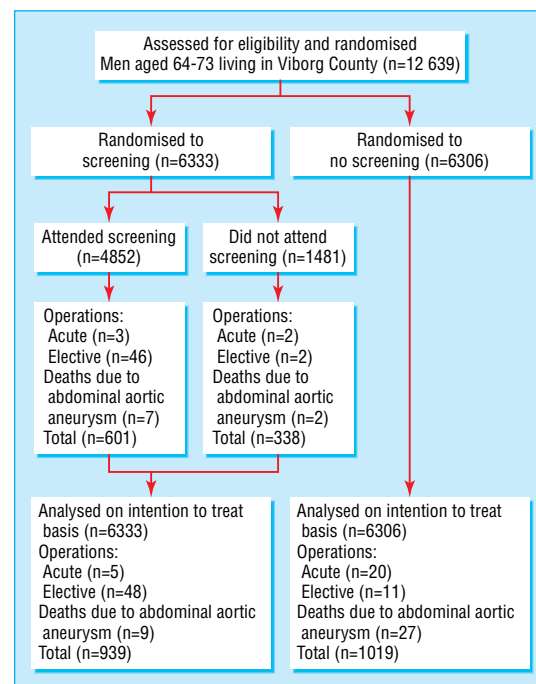 Assessed for eligibility and randomised
Men aged 64-73 living in Viborg County (n=12 639)
Randomised to
screening (n=6333)
Randomised to
no screening (n=6306)
Attended screening
(n=4852)
Did not attend
screening (n=1481)
Operations:
Acute (n=3)
Elective (n=46)
Deaths due to
abdominal aortic
aneurysm (n=7)
Total (n=601)
Operations:
Acute (n=2)
Elective (n=2)
Deaths due to
abdominal aortic
aneurysm (n=2)
Total (n=338)
Analysed on intention to treat
basis (n=6333)
Operations:
Acute (n=5)
Elective (n=48)
Deaths due to abdominal aortic
aneurysm (n=9)
Total (n=939)
Analysed on intention to treat
basis (n=6306)
Operations:
Acute (n=20)
Elective (n=11)
Deaths due to abdominal aortic
aneurysm (n=27)
Total (n=1019)